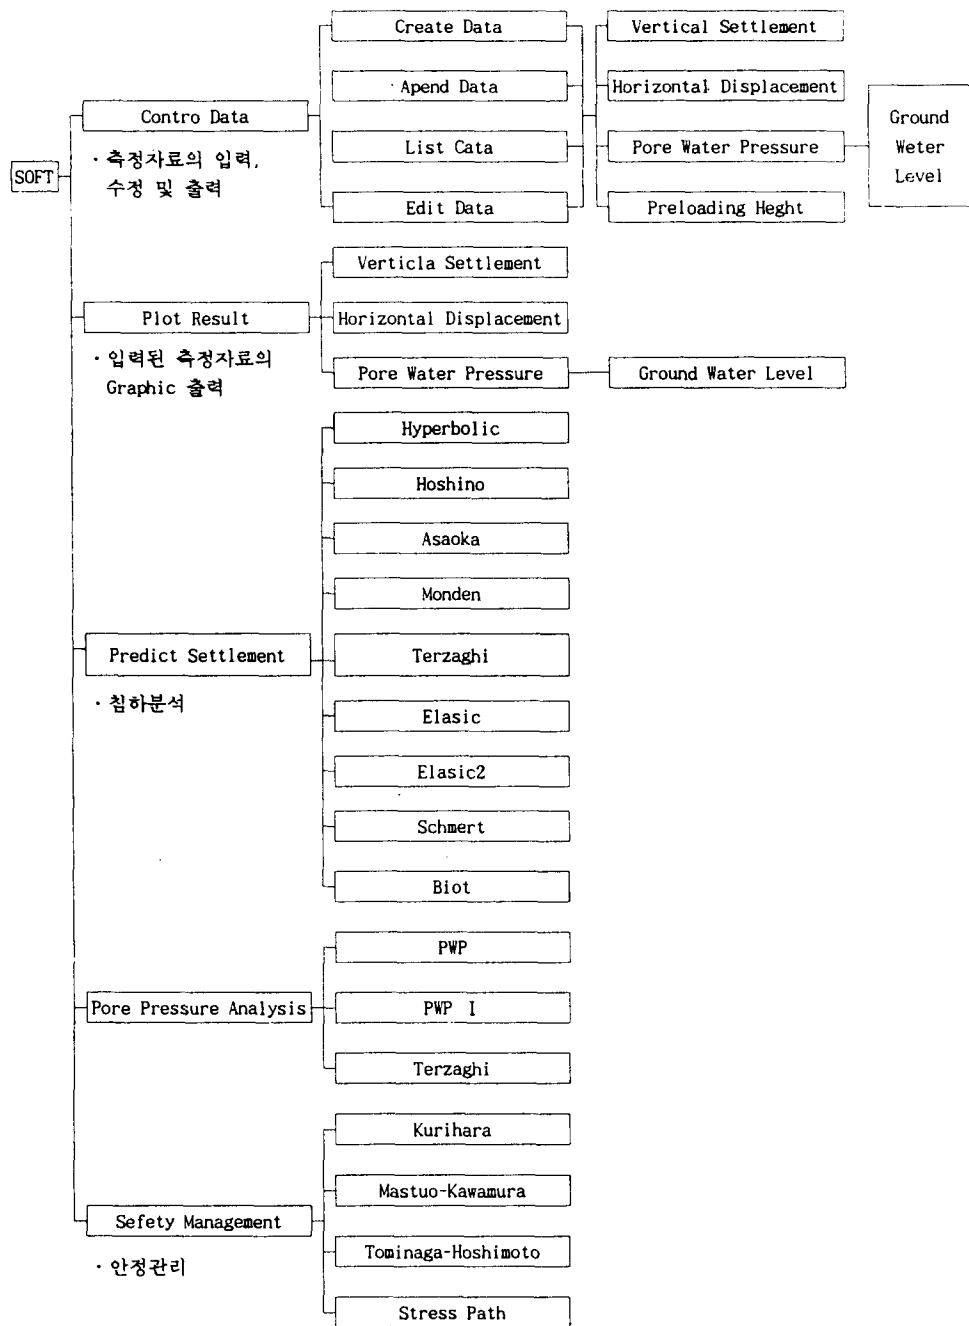 SOFT
Contro Data
· 측정자료의 입력,
수정 및 출력
Create Data
Apend Data
List Cata
Edit Data
Vertical Settlement
Horizontal Displacement
Pore Water Pressure
Preloading Heght
Ground
Weter
Level
Plot Result
· 입력된 측정자료의
Graphic 출력
Verticla Settlement
Horizontal Displacement
Pore Water Pressure
Ground Water Level
Predict Settlement
· 침하분석
Hyperbolic
Hoshino
Asaoka
Monden
Terzaghi
Elasic
Elasic2
Schmert
Biot
Pore Pressure Analysis
PWP
PWP I
Terzaghi
Sefety Management
· 안정관리
Kurihara
Mastuo-Kawamura
Tominaga-Hoshimoto
Stress Path